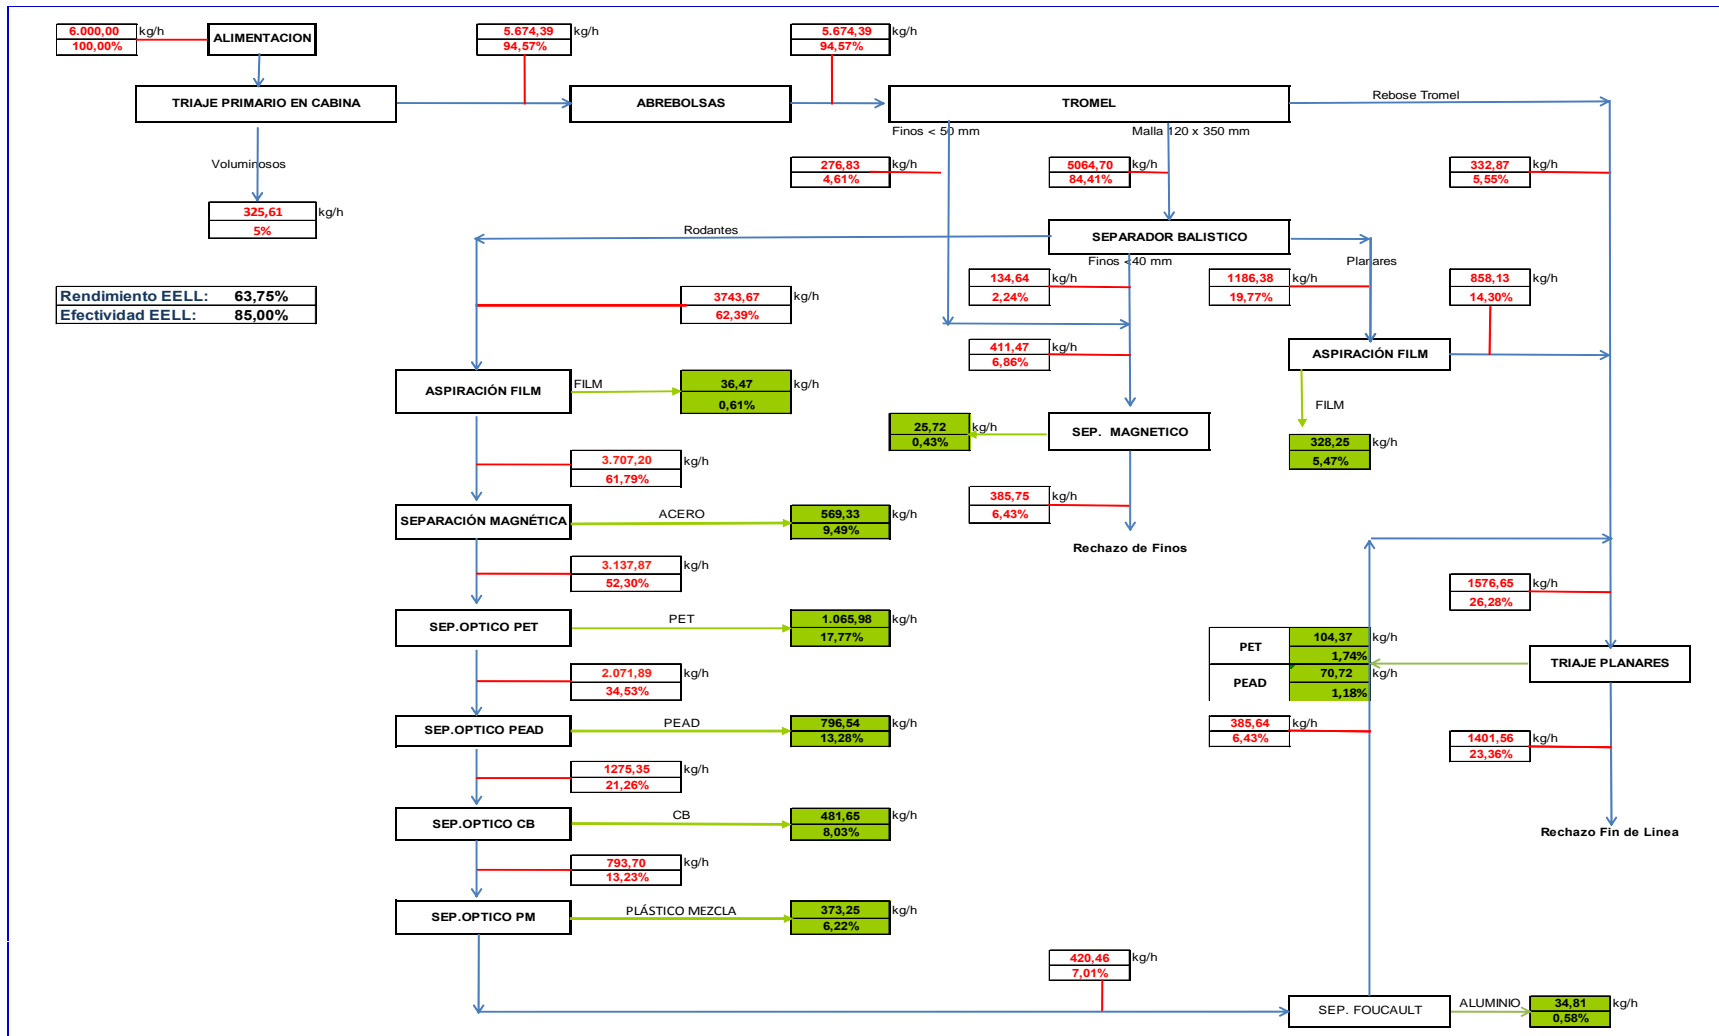 6.000,00 kg/h
100,00%
ALIMENTACION
5.674,39 kg/h
94,57%
5.674,39 kg/h
94,57%
TRIAJE PRIMARIO EN CABINA
ABREBOLSAS
TROMEL
Rebose Tromel
Finos < 50 mm
Malla 120 x 350 mm
Voluminosos
276,83 kg/h
4,61%
5064,70 kg/h
84,41%
332,87 kg/h
5,55%
325,61 kg/h
5%
Rodantes
SEPARADOR BALISTICO
Finos <40 mm
Planares
134,64 kg/h
2,24%
1186,38 kg/h
19,77%
858,13 kg/h
14,30%
Rendimiento EELL: 63,75%
Efectividad EELL: 85,00%
3743,67 kg/h
62,39%
411,47 kg/h
6,86%
ASPIRACIÓN FILM
ASPIRACIÓN FILM
FILM
36,47 kg/h
0,61%
FILM
25,72 kg/h
0,43%
SEP. MAGNETICO
328,25 kg/h
5,47%
3.707,20 kg/h
61,79%
385,75 kg/h
6,43%
SEPARACIÓN MAGNÉTICA
ACERO
569,33 kg/h
9,49%
Rechazo de Finos
3.137,87 kg/h
52,30%
1576,65 kg/h
26,28%
SEP.OPTICO PET
PET
1.065,98 kg/h
17,77%
PET
104,37 kg/h
1,74%
PEAD
70,72 kg/h
1,18%
TRIAJE PLANARES
2.071,89 kg/h
34,53%
SEP.OPTICO PEAD
PEAD
796,54 kg/h
13,28%
385,64 kg/h
6,43%
1401,56 kg/h
23,36%
1275,35 kg/h
21,26%
SEP.OPTICO CB
CB
481,65 kg/h
8,03%
Rechazo Fin de Linea
793,70 kg/h
13,23%
SEP.OPTICO PM
PLÁSTICO MEZCLA
373,25 kg/h
6,22%
420,46 kg/h
7,01%
SEP. FOUCAULT
ALUMINIO
34,81 kg/h
0,58%